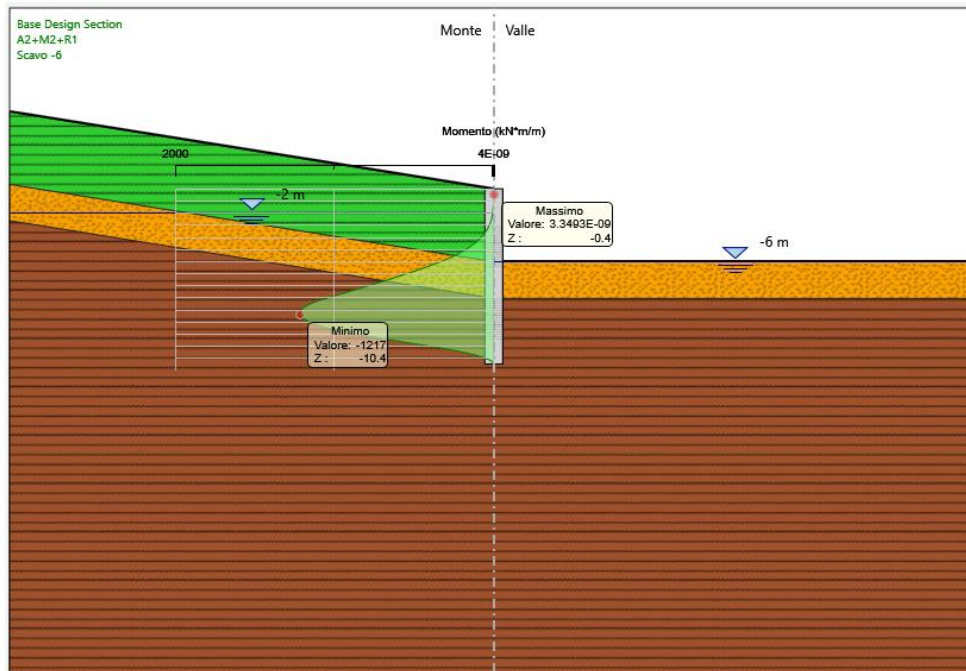 Base Design Section
A2+M2+R1
Scavo -6
Monte
Valle
Momento (kN*m/m)
2000
4E-09
-2 m
Massimo
Valore: 3.3493E-09
Z : -0.4
-6 m
Minimo
Valore: -1217
Z : -10.4